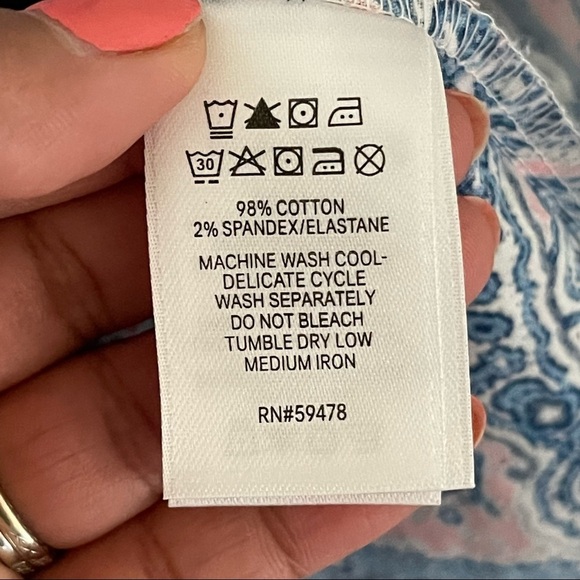 30
98% COTTON
2% SPANDEX/ELASTANE
MACHINE WASH COOL-
DELICATE CYCLE
WASH SEPARATELY
DO NOT BLEACH
TUMBLE DRY LOW
MEDIUM IRON
RN#59478